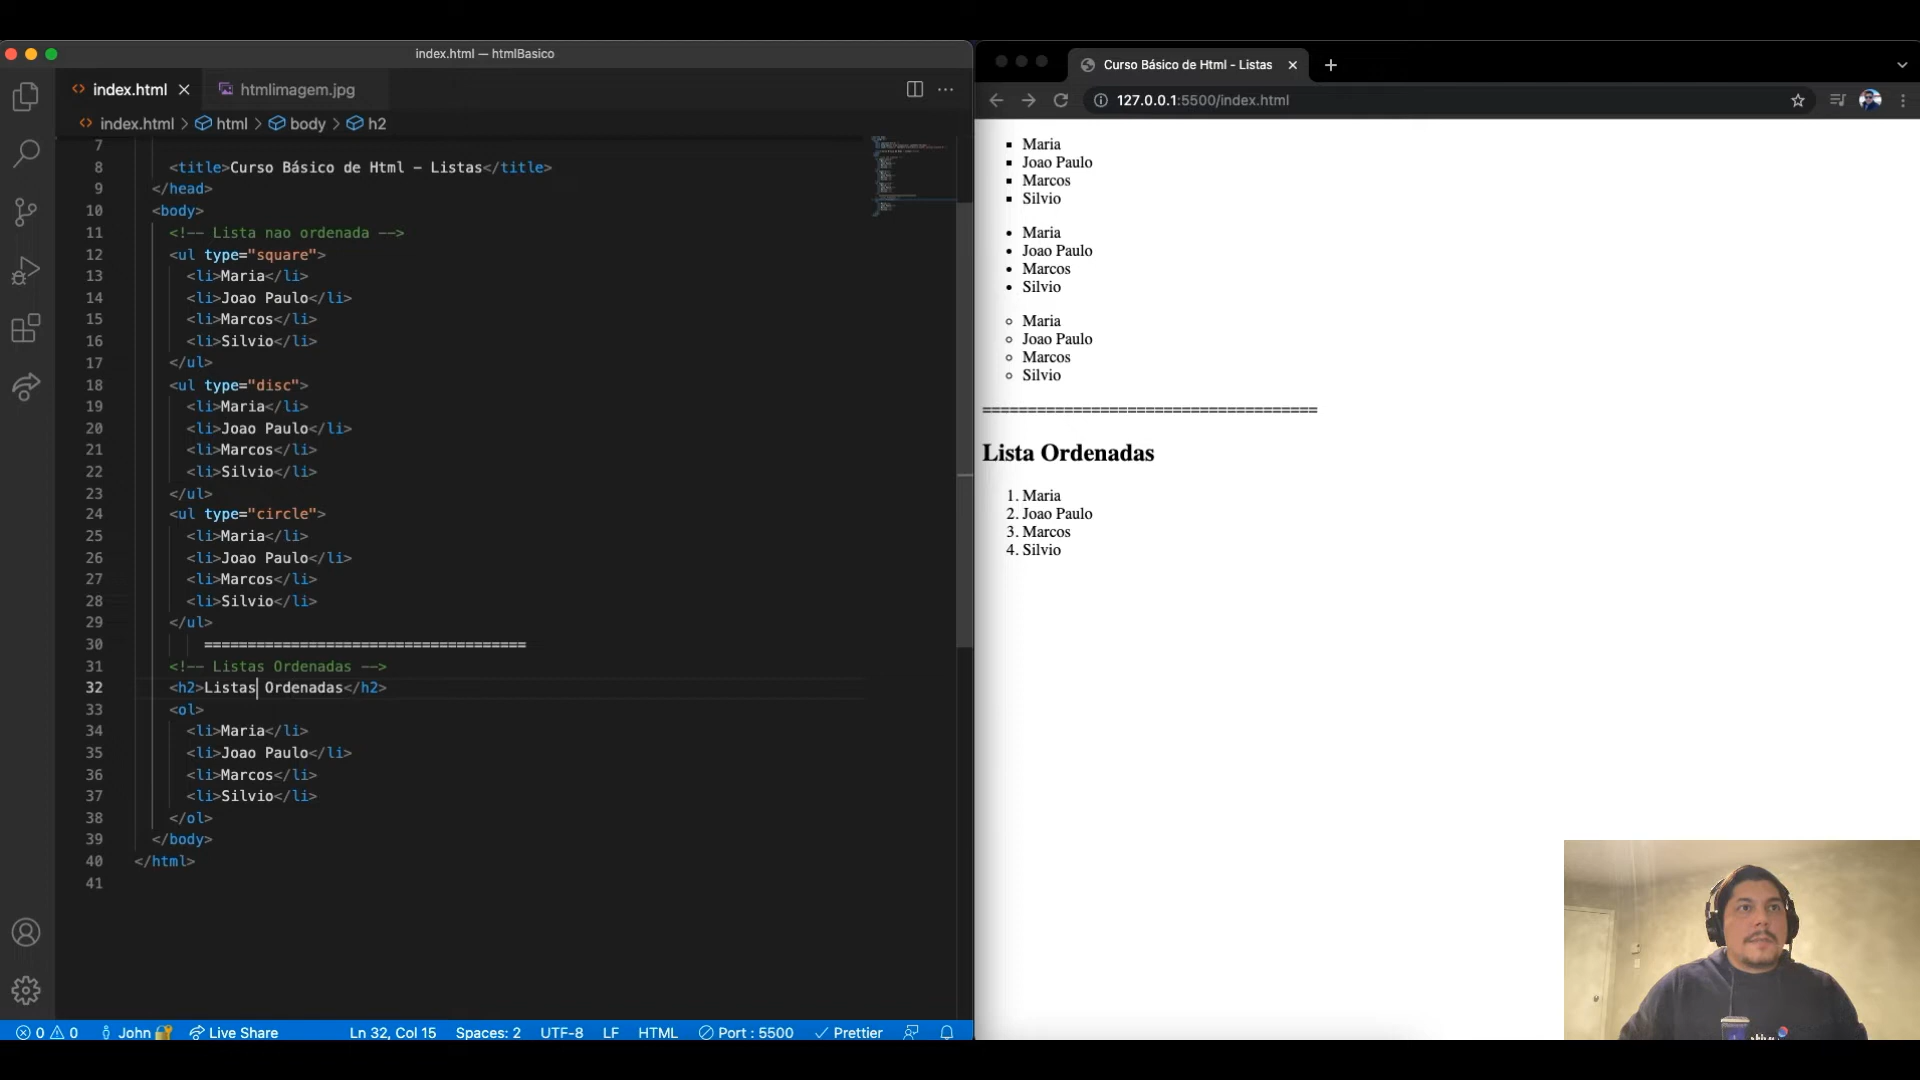 index.html — htmlBasico
index.html
htmlimagem.jpg
index.html > html > body > h2
7
8 <title>Curso Básico de Html - Listas</title>
9 </head>
10 <body>
11 <!-- Lista nao ordenada -->
12 <ul type="square">
13 <li>Maria</li>
14 <li>Joao Paulo</li>
15 <li>Marcos</li>
16 <li>Silvio</li>
17 </ul>
18 <ul type="disc">
19 <li>Maria</li>
20 <li>Joao Paulo</li>
21 <li>Marcos</li>
22 <li>Silvio</li>
23 </ul>
24 <ul type="circle">
25 <li>Maria</li>
26 <li>Joao Paulo</li>
27 <li>Marcos</li>
28 <li>Silvio</li>
29 </ul>
30 =====================================
31 <!-- Listas Ordenadas -->
32 <h2>Listas Ordenadas</h2>
33 <ol>
34 <li>Maria</li>
35 <li>Joao Paulo</li>
36 <li>Marcos</li>
37 <li>Silvio</li>
38 </ol>
39 </body>
40 </html>
41
0 0 John Live Share Ln 32, Col 15 Spaces: 2 UTF-8 LF HTML Port : 5500 Prettier
Curso Básico de Html - Listas
127.0.0.1:5500/index.html
Maria
Joao Paulo
Marcos
Silvio
Maria
Joao Paulo
Marcos
Silvio
Maria
Joao Paulo
Marcos
Silvio
=====================================
Lista Ordenadas
1. Maria
2. Joao Paulo
3. Marcos
4. Silvio